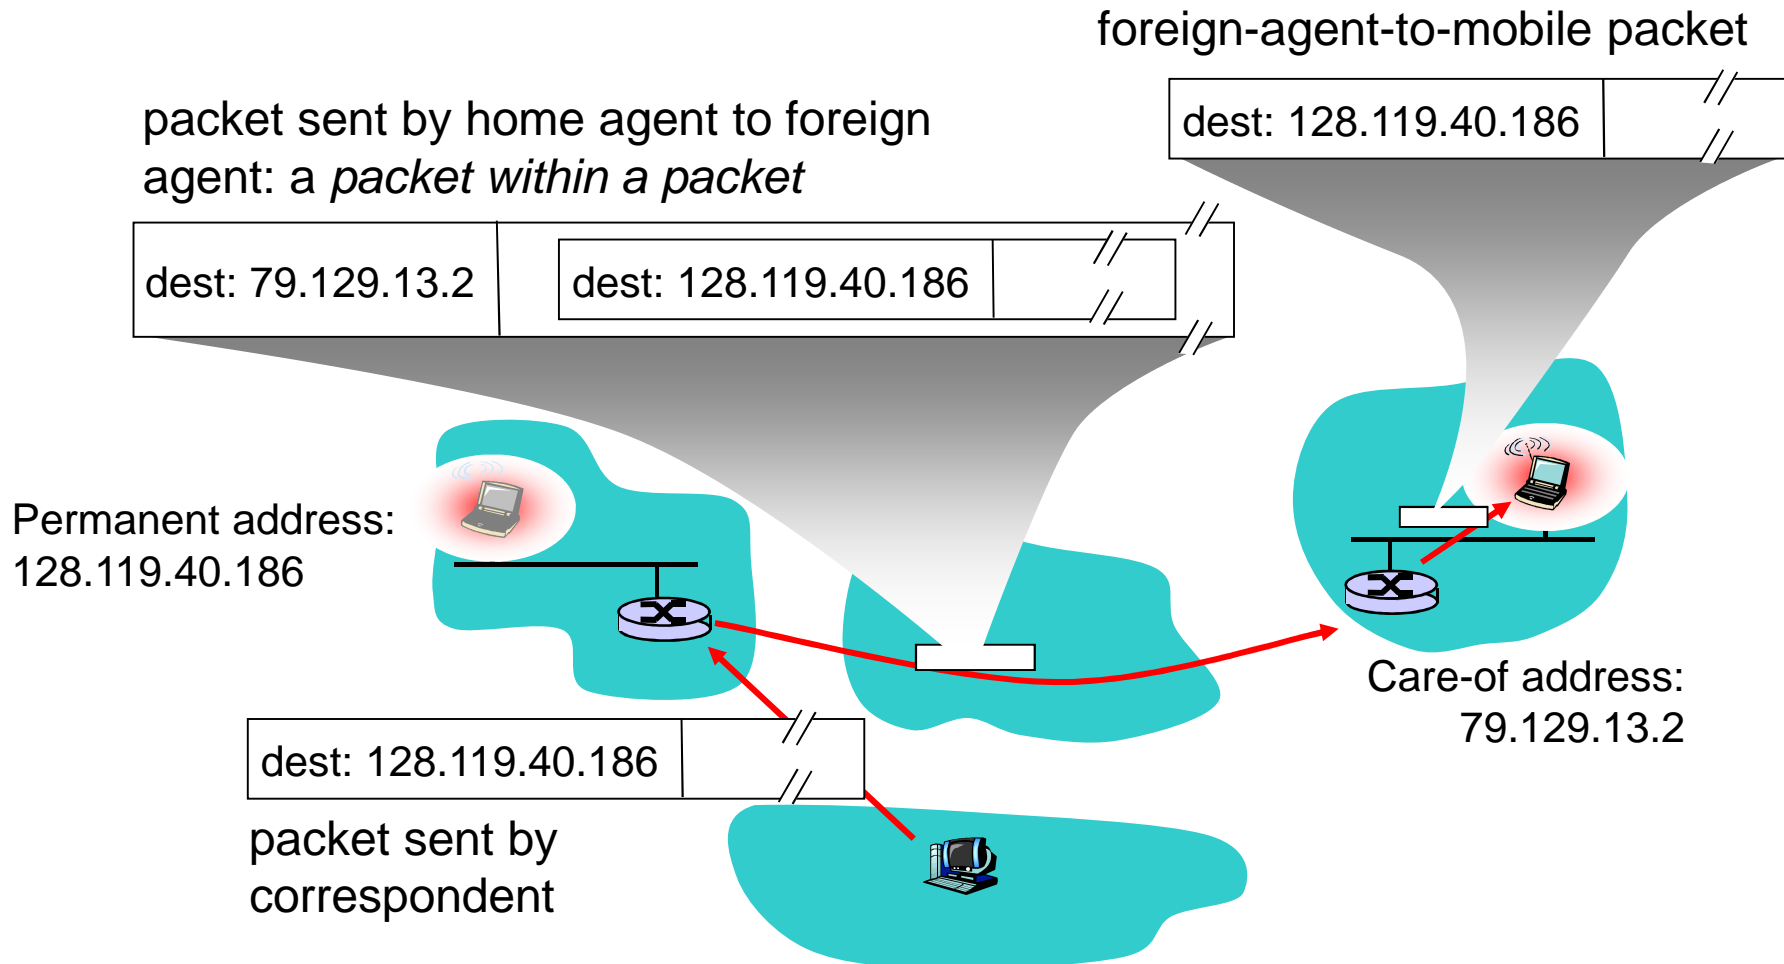 foreign-agent-to-mobile packet
dest: 128.119.40.186
packet sent by home agent to foreign
agent: a packet within a packet
dest: 79.129.13.2
dest: 128.119.40.186
Permanent address:
128.119.40.186
Care-of address:
79.129.13.2
dest: 128.119.40.186
packet sent by
correspondent